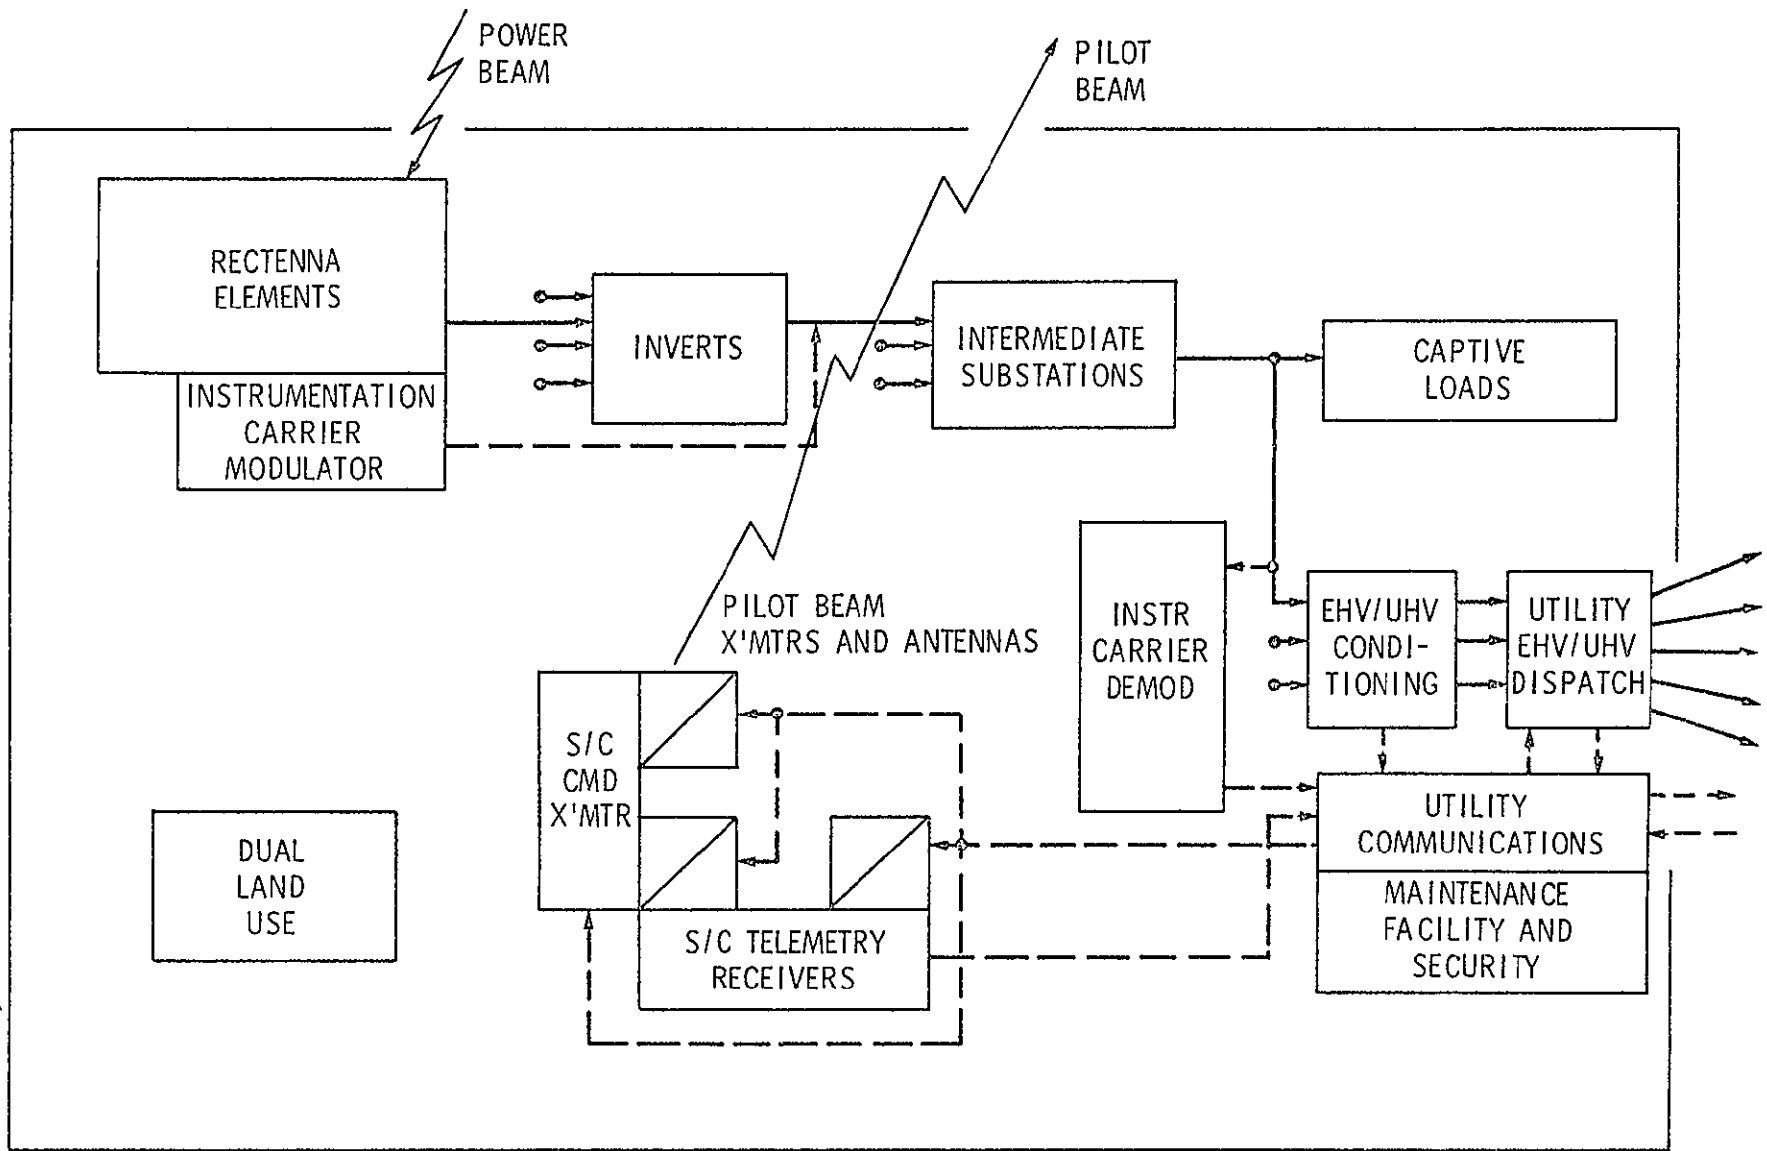 POWER
BEAM
PILOT
BEAM
RECTENNA
ELEMENTS
INSTRUMENTATION
CARRIER
MODULATOR
INVERTS
INTERMEDIATE
SUBSTATIONS
CAPTIVE
LOADS
PILOT BEAM
X'MTRS AND ANTENNAS
INSTR
CARRIER
DEMOD
EHV/UHV
CONDI-
TIONING
UTILITY
EHV/UHV
DISPATCH
S/C
CMD
X'MTR
DUAL
LAND
USE
S/C TELEMETRY
RECEIVERS
UTILITY
COMMUNICATIONS
MAINTENANCE
FACILITY AND
SECURITY